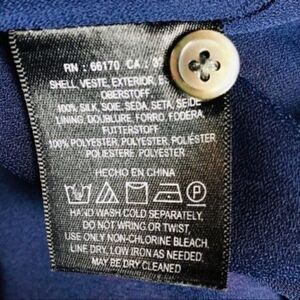 RN : 66170 CA :
SHELL, VESTE, EXTERIOR,
OBERSTOFF
100% SILK, SOIE, SEDA, SETA, SEIDE
LINING, DOUBLURE, FORRO, FODERA
FUTTERSTOFF
100% POLYESTER, POLYESTER, POLIÉSTER
POLIESTERE, POLYESTER
HECHO EN CHINA
P
HAND WASH COLD SEPARATELY.
DO NOT WRING OR TWIST.
USE ONLY NON-CHLORINE BLEACH.
LINE DRY, LOW IRON AS NEEDED.
MAY BE DRY CLEANED